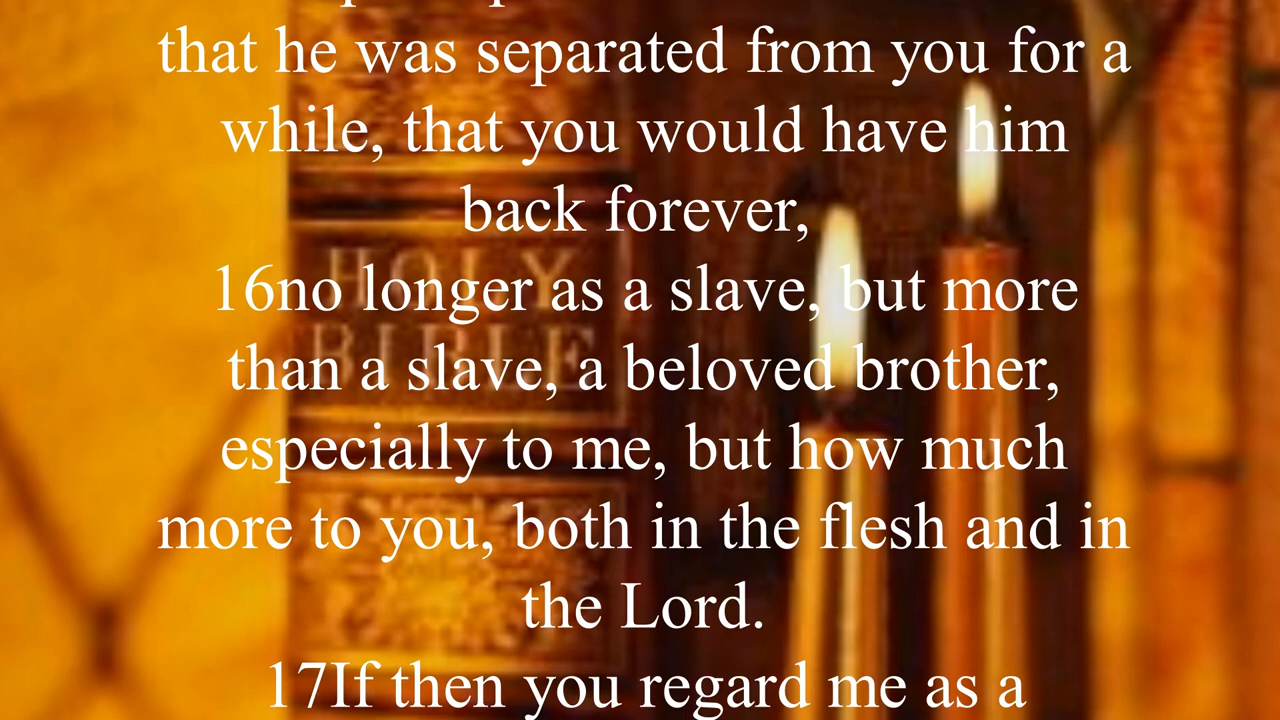 that he was separated from you for a
while, that you would have him
back forever,
16no longer as a slave, but more
than a slave, a beloved brother,
especially to me, but how much
more to you, both in the flesh and in
the Lord.
17If then you regard me as a
HOLY
BIBLE